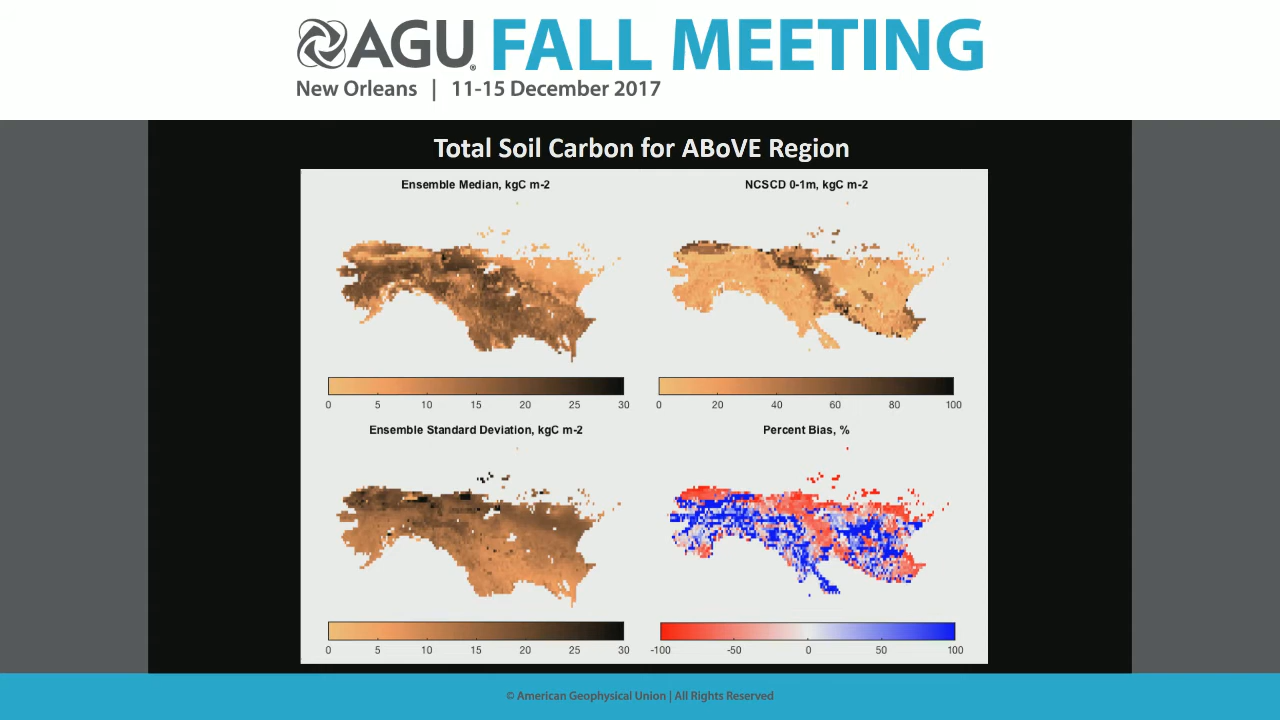 AGU FALL MEETING
New Orleans | 11-15 December 2017
Total Soil Carbon for ABoVE Region
Ensemble Median, kgC m-2
NCSCD 0-1m, kgC m-2
0 5 10 15 20 25 30
0 20 40 60 80 100
Ensemble Standard Deviation, kgC m-2
Percent Bias, %
0 5 10 15 20 25 30
-100 -50 0 50 100
© American Geophysical Union | All Rights Reserved